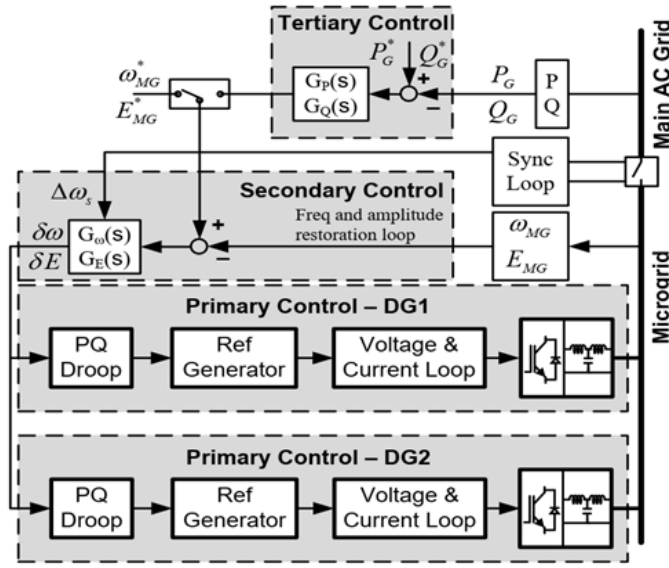 Tertiary Control
P*G Q*G
ω*MG
E*MG
GP(s)
GQ(s)
+
−
PG
QG
P
Q
Main AC Grid
Sync
Loop
Δωs
Secondary Control
Freq and amplitude
restoration loop
+
−
δω
δE
Gω(s)
GE(s)
ωMG
EMG
Microgrid
Primary Control – DG1
PQ
Droop
Ref
Generator
Voltage &
Current Loop
Primary Control – DG2
PQ
Droop
Ref
Generator
Voltage &
Current Loop